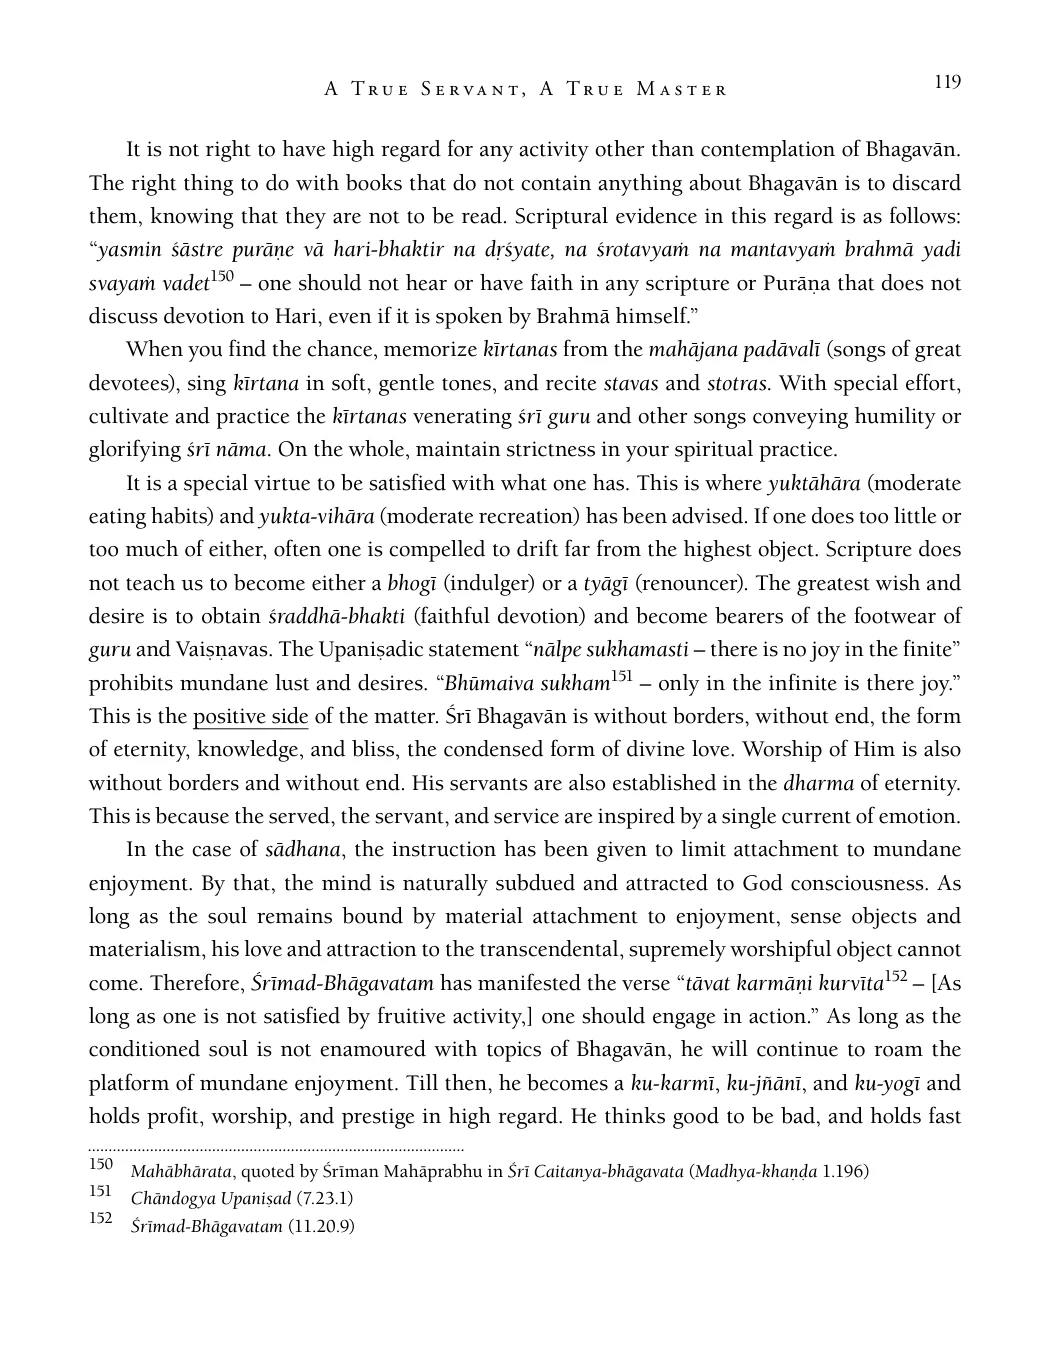 A True Servant, A True Master
119
It is not right to have high regard for any activity other than contemplation of Bhagavān.
The right thing to do with books that do not contain anything about Bhagavān is to discard
them, knowing that they are not to be read. Scriptural evidence in this regard is as follows:
“yasmin śāstre purāṇe vā hari-bhaktir na dṛśyate, na śrotavyaṁ na mantavyaṁ brahmā yadi
svayaṁ vadet150 – one should not hear or have faith in any scripture or Purāṇa that does not
discuss devotion to Hari, even if it is spoken by Brahmā himself.”
When you find the chance, memorize kīrtanas from the mahājana padāvalī (songs of great
devotees), sing kīrtana in soft, gentle tones, and recite stavas and stotras. With special effort,
cultivate and practice the kīrtanas venerating śrī guru and other songs conveying humility or
glorifying śrī nāma. On the whole, maintain strictness in your spiritual practice.
It is a special virtue to be satisfied with what one has. This is where yuktāhāra (moderate
eating habits) and yukta-vihāra (moderate recreation) has been advised. If one does too little or
too much of either, often one is compelled to drift far from the highest object. Scripture does
not teach us to become either a bhogī (indulger) or a tyāgī (renouncer). The greatest wish and
desire is to obtain śraddhā-bhakti (faithful devotion) and become bearers of the footwear of
guru and Vaiṣṇavas. The Upaniṣadic statement “nālpe sukhamasti – there is no joy in the finite”
prohibits mundane lust and desires. “Bhūmaiva sukham151 – only in the infinite is there joy.”
This is the positive side of the matter. Śrī Bhagavān is without borders, without end, the form
of eternity, knowledge, and bliss, the condensed form of divine love. Worship of Him is also
without borders and without end. His servants are also established in the dharma of eternity.
This is because the served, the servant, and service are inspired by a single current of emotion.
In the case of sādhana, the instruction has been given to limit attachment to mundane
enjoyment. By that, the mind is naturally subdued and attracted to God consciousness. As
long as the soul remains bound by material attachment to enjoyment, sense objects and
materialism, his love and attraction to the transcendental, supremely worshipful object cannot
come. Therefore, Śrīmad-Bhāgavatam has manifested the verse “tāvat karmāṇi kurvīta152 – [As
long as one is not satisfied by fruitive activity,] one should engage in action.” As long as the
conditioned soul is not enamoured with topics of Bhagavān, he will continue to roam the
platform of mundane enjoyment. Till then, he becomes a ku-karmī, ku-jñānī, and ku-yogī and
holds profit, worship, and prestige in high regard. He thinks good to be bad, and holds fast
150 Mahābhārata, quoted by Śrīman Mahāprabhu in Śrī Caitanya-bhāgavata (Madhya-khaṇḍa 1.196)
151 Chāndogya Upaniṣad (7.23.1)
152 Śrīmad-Bhāgavatam (11.20.9)